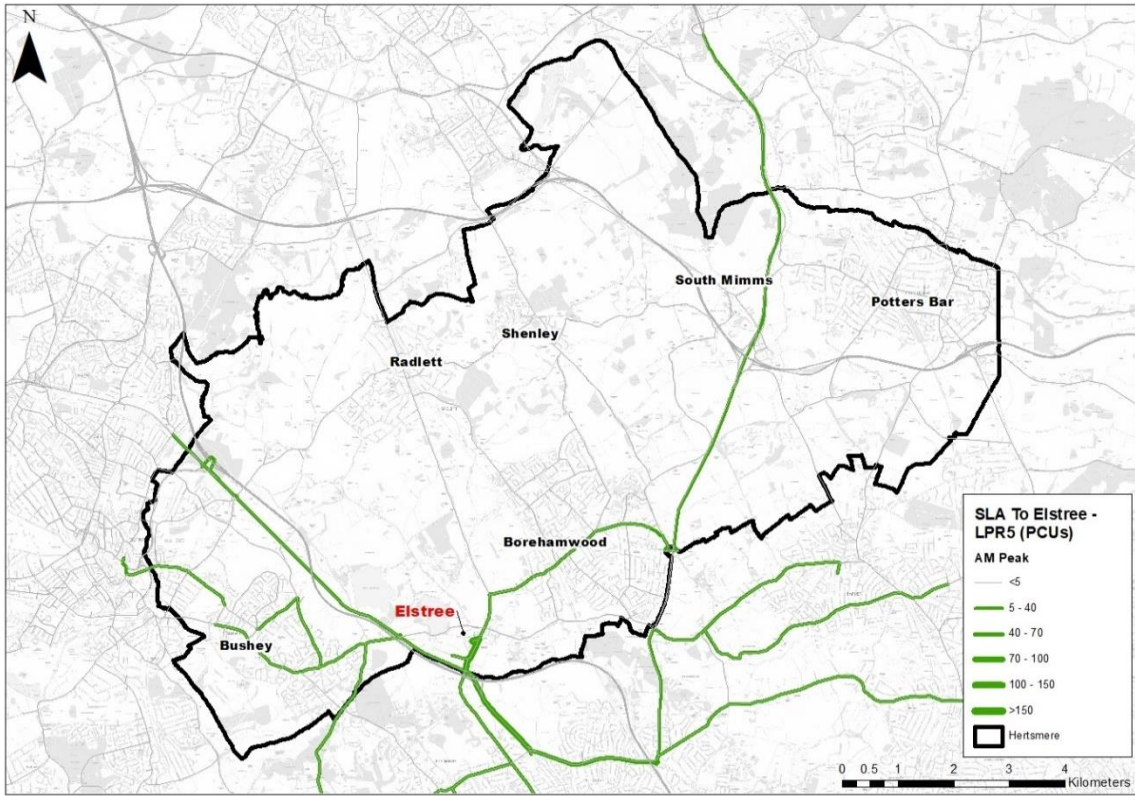 N
South Mimms
Potters Bar
Shenley
Radlett
Borehamwood
Elstree
Bushey
SLA To Elstree -
LPR5 (PCUs)
AM Peak
<5
5 - 40
40 - 70
70 - 100
100 - 150
>150
Hertsmere
0 0.5 1 2 3 4
Kilometers